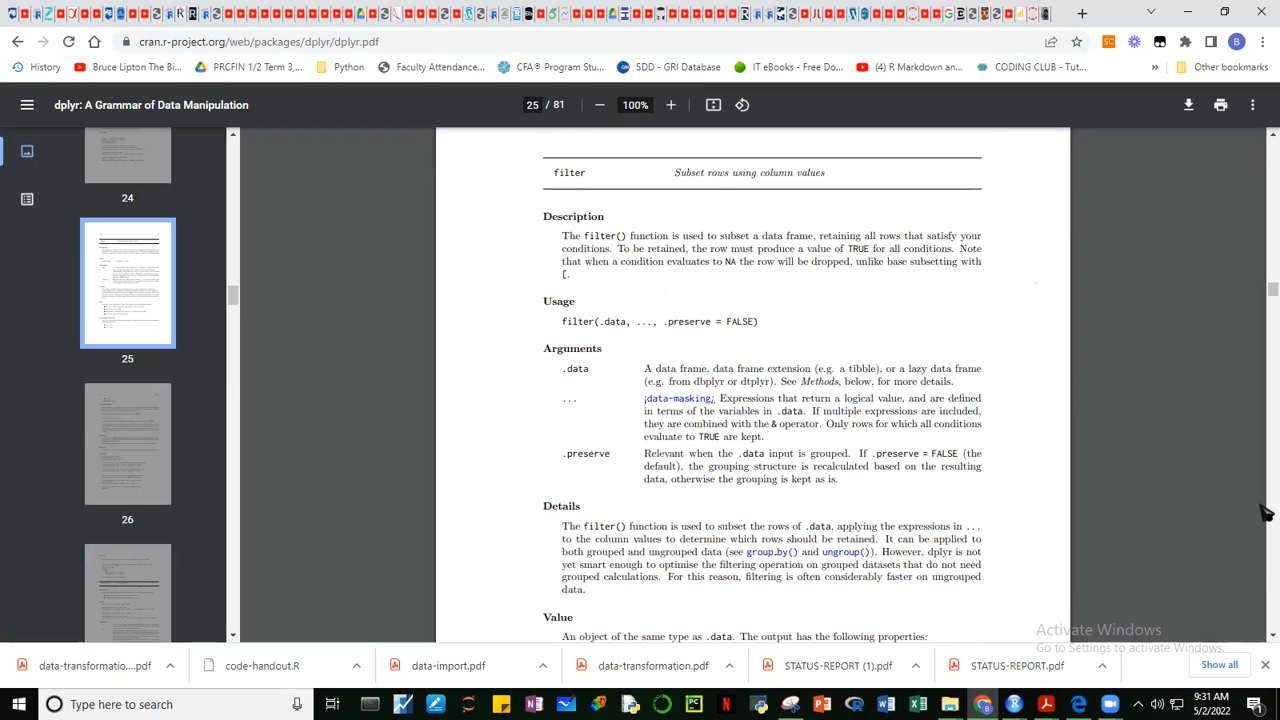 cran.r-project.org/web/packages/dplyr/dplyr.pdf
B
History
Bruce Lipton The Bi...
PRCFIN 1/2 Term 3,...
Python
Faculty Attendance...
CFA® Program Stu...
SDD - GRI Database
IT eBooks - Free Do...
(4) R Markdown an...
CODING CLUB - Tut...
»
Other bookmarks
dplyr: A Grammar of Data Manipulation
25 / 81
100%
24
25
26
filter Subset rows using column values
Description
The filter() function is used to subset a data frame, retaining all rows that satisfy your
conditions. To be retained, the row must produce a value of TRUE for all conditions. Note
that when a condition evaluates to NA the row will be dropped, unlike base subsetting with
[.
Usage
filter(.data, ..., .preserve = FALSE)
Arguments
.data A data frame, data frame extension (e.g. a tibble), or a lazy data frame
(e.g. from dbplyr or dtplyr). See Methods, below, for more details.
... ¡data-masking¿ Expressions that return a logical value, and are defined
in terms of the variables in .data. If multiple expressions are included,
they are combined with the & operator. Only rows for which all conditions
evaluate to TRUE are kept.
.preserve Relevant when the .data input is grouped. If .preserve = FALSE (the
default), the grouping structure is recalculated based on the resulting
data, otherwise the grouping is kept as is.
Details
The filter() function is used to subset the rows of .data, applying the expressions in ...
to the column values to determine which rows should be retained. It can be applied to
both grouped and ungrouped data (see group_by() and ungroup()). However, dplyr is not
yet smart enough to optimise the filtering operation on grouped datasets that do not need
grouped calculations. For this reason, filtering is often considerably faster on ungrouped
data.
Value
An object of the same type as .data. The output has the following properties:
Activate Windows
Go to Settings to activate Windows.
data-transformatio....pdf
code-handout.R
data-import.pdf
data-transformation.pdf
STATUS-REPORT (1).pdf
STATUS-REPORT.pdf
Show all
Type here to search
9:31 AM
5/2/2022